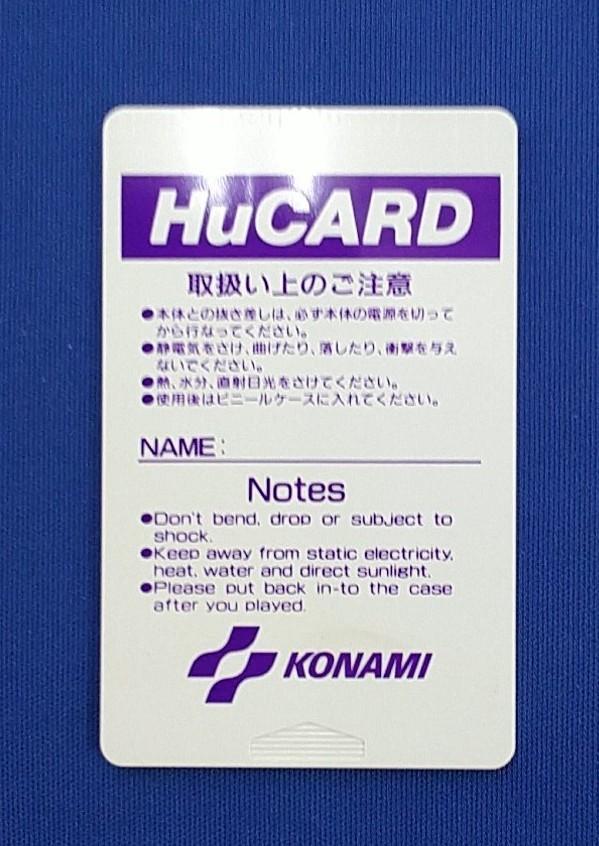 HuCARD
取扱い上のご注意
●本体との抜き差しは、必ず本体の電源を切って
から行なってください。
●静電気をさけ、曲げたり、落したり、衝撃を与え
ないでください。
●熱、水分、直射日光をさけてください。
●使用後はビニールケースに入れてください。
NAME:
Notes
●Don't bend, drop or subject to
shock.
●Keep away from static electricity,
heat, water and direct sunlight.
●Please put back in-to the case
after you played.
KONAMI